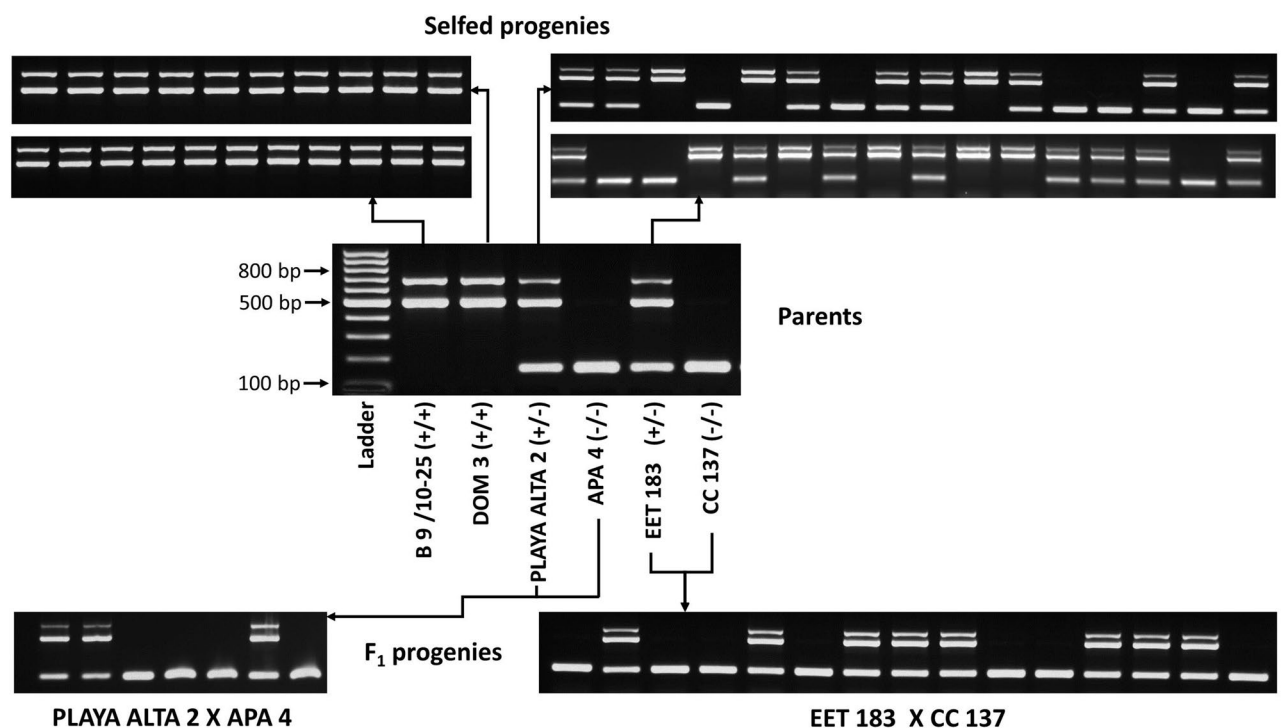 Selfed progenies
800 bp
500 bp
100 bp
Parents
Ladder
B 9 /10-25 (+/+)
DOM 3 (+/+)
PLAYA ALTA 2 (+/-)
APA 4 (-/-)
EET 183 (+/-)
CC 137 (-/-)
F1 progenies
PLAYA ALTA 2 X APA 4
EET 183 X CC 137